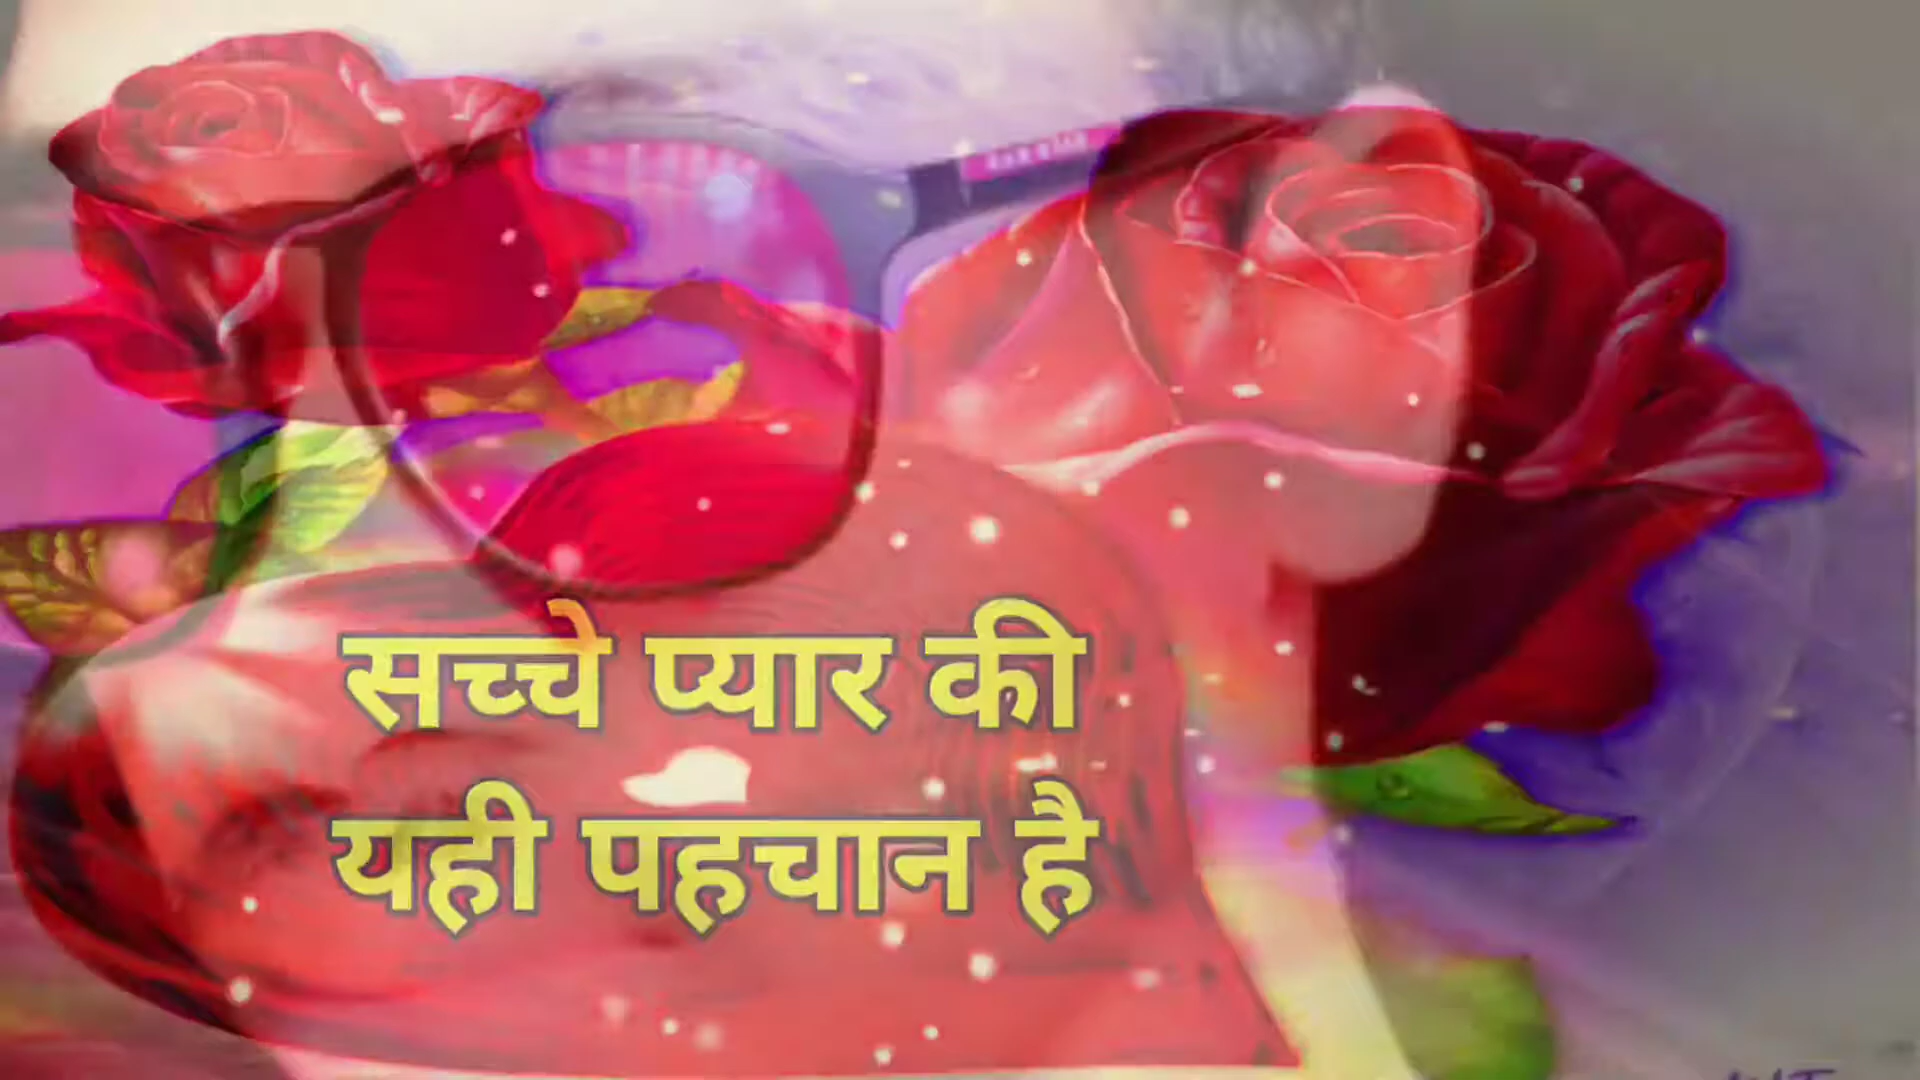 सच्चे प्यार की
यही पहचान है